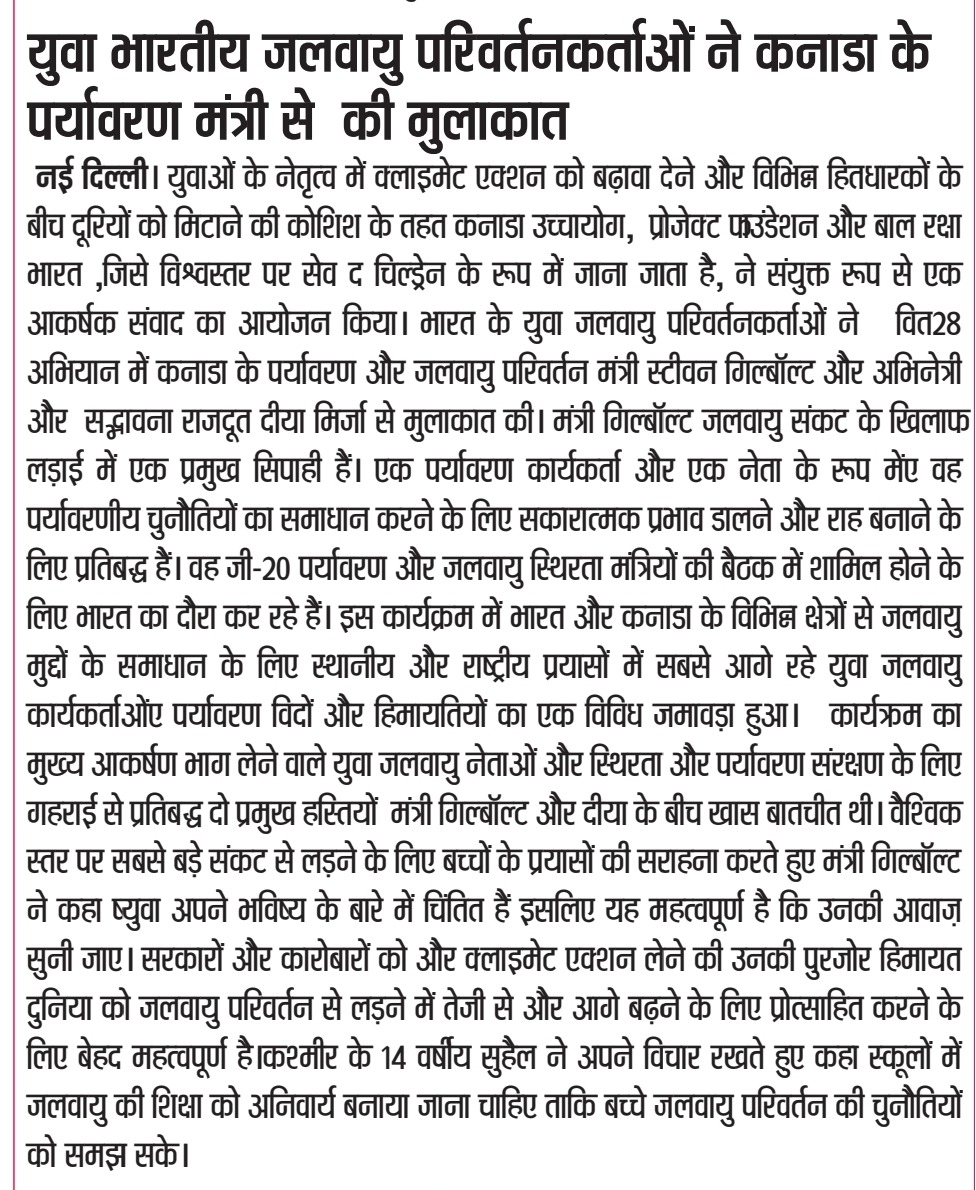 युवा भारतीय जलवायु परिवर्तनकर्ताओं ने कनाडा के
पर्यावरण मंत्री से की मुलाकात
नई दिल्ली। युवाओं के नेतृत्व में क्लाइमेट एक्शन को बढ़ावा देने और विभिन्न हितधारकों के
बीच दूरियों को मिटाने की कोशिश के तहत कनाडा उच्चायोग, प्रोजेक्ट फाउंडेशन और बाल रक्षा
भारत ,जिसे विश्वस्तर पर सेव द चिल्ड्रेन के रूप में जाना जाता है, ने संयुक्त रूप से एक
आकर्षक संवाद का आयोजन किया। भारत के युवा जलवायु परिवर्तनकर्ताओं ने वित28
अभियान में कनाडा के पर्यावरण और जलवायु परिवर्तन मंत्री स्टीवन गिल्बॉल्ट और अभिनेत्री
और सद्भावना राजदूत दीया मिर्जा से मुलाकात की। मंत्री गिल्बॉल्ट जलवायु संकट के खिलाफ
लड़ाई में एक प्रमुख सिपाही हैं। एक पर्यावरण कार्यकर्ता और एक नेता के रूप मेंए वह
पर्यावरणीय चुनौतियों का समाधान करने के लिए सकारात्मक प्रभाव डालने और राह बनाने के
लिए प्रतिबद्ध हैं। वह जी-20 पर्यावरण और जलवायु स्थिरता मंत्रियों की बैठक में शामिल होने के
लिए भारत का दौरा कर रहे हैं। इस कार्यक्रम में भारत और कनाडा के विभिन्न क्षेत्रों से जलवायु
मुद्दों के समाधान के लिए स्थानीय और राष्ट्रीय प्रयासों में सबसे आगे रहे युवा जलवायु
कार्यकर्ताओंए पर्यावरण विदों और हिमायतियों का एक विविध जमावड़ा हुआ। कार्यक्रम का
मुख्य आकर्षण भाग लेने वाले युवा जलवायु नेताओं और स्थिरता और पर्यावरण संरक्षण के लिए
गहराई से प्रतिबद्ध दो प्रमुख हस्तियों मंत्री गिल्बॉल्ट और दीया के बीच खास बातचीत थी। वैश्विक
स्तर पर सबसे बड़े संकट से लड़ने के लिए बच्चों के प्रयासों की सराहना करते हुए मंत्री गिल्बॉल्ट
ने कहा ष्युवा अपने भविष्य के बारे में चिंतित हैं इसलिए यह महत्वपूर्ण है कि उनकी आवाज़
सुनी जाए। सरकारों और कारोबारों को और क्लाइमेट एक्शन लेने की उनकी पुरजोर हिमायत
दुनिया को जलवायु परिवर्तन से लड़ने में तेजी से और आगे बढ़ने के लिए प्रोत्साहित करने के
लिए बेहद महत्वपूर्ण है।कश्मीर के 14 वर्षीय सुहैल ने अपने विचार रखते हुए कहा स्कूलों में
जलवायु की शिक्षा को अनिवार्य बनाया जाना चाहिए ताकि बच्चे जलवायु परिवर्तन की चुनौतियों
को समझ सके।